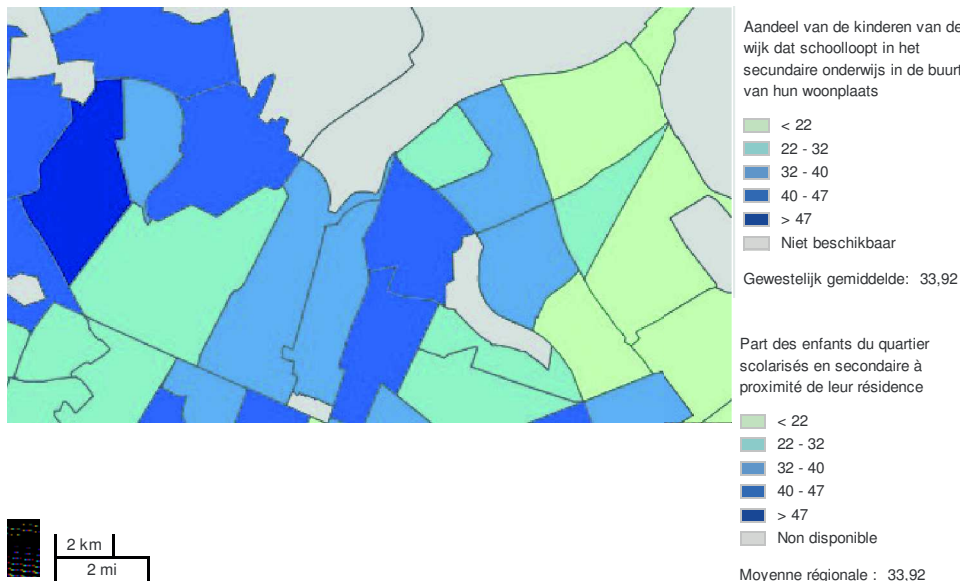 Aandeel van de kinderen van de
wijk dat schoolloopt in het
secundaire onderwijs in de buurt
van hun woonplaats
< 22
22 - 32
32 - 40
40 - 47
> 47
Niet beschikbaar
Gewestelijk gemiddelde: 33,92
Part des enfants du quartier
scolarisés en secondaire à
proximité de leur résidence
< 22
22 - 32
32 - 40
40 - 47
> 47
Non disponible
Moyenne régionale : 33,92
2 km
2 mi